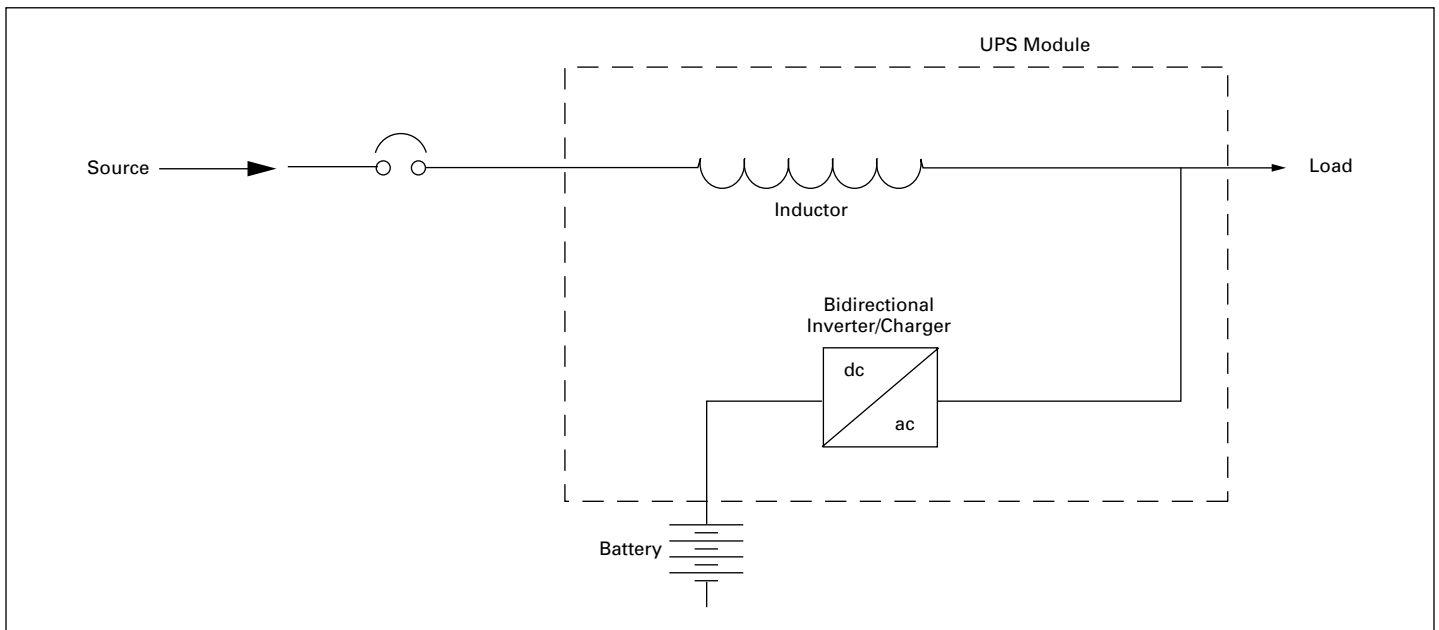 UPS Module
Source
Load
Inductor
Bidirectional
Inverter/Charger
dc
ac
Battery